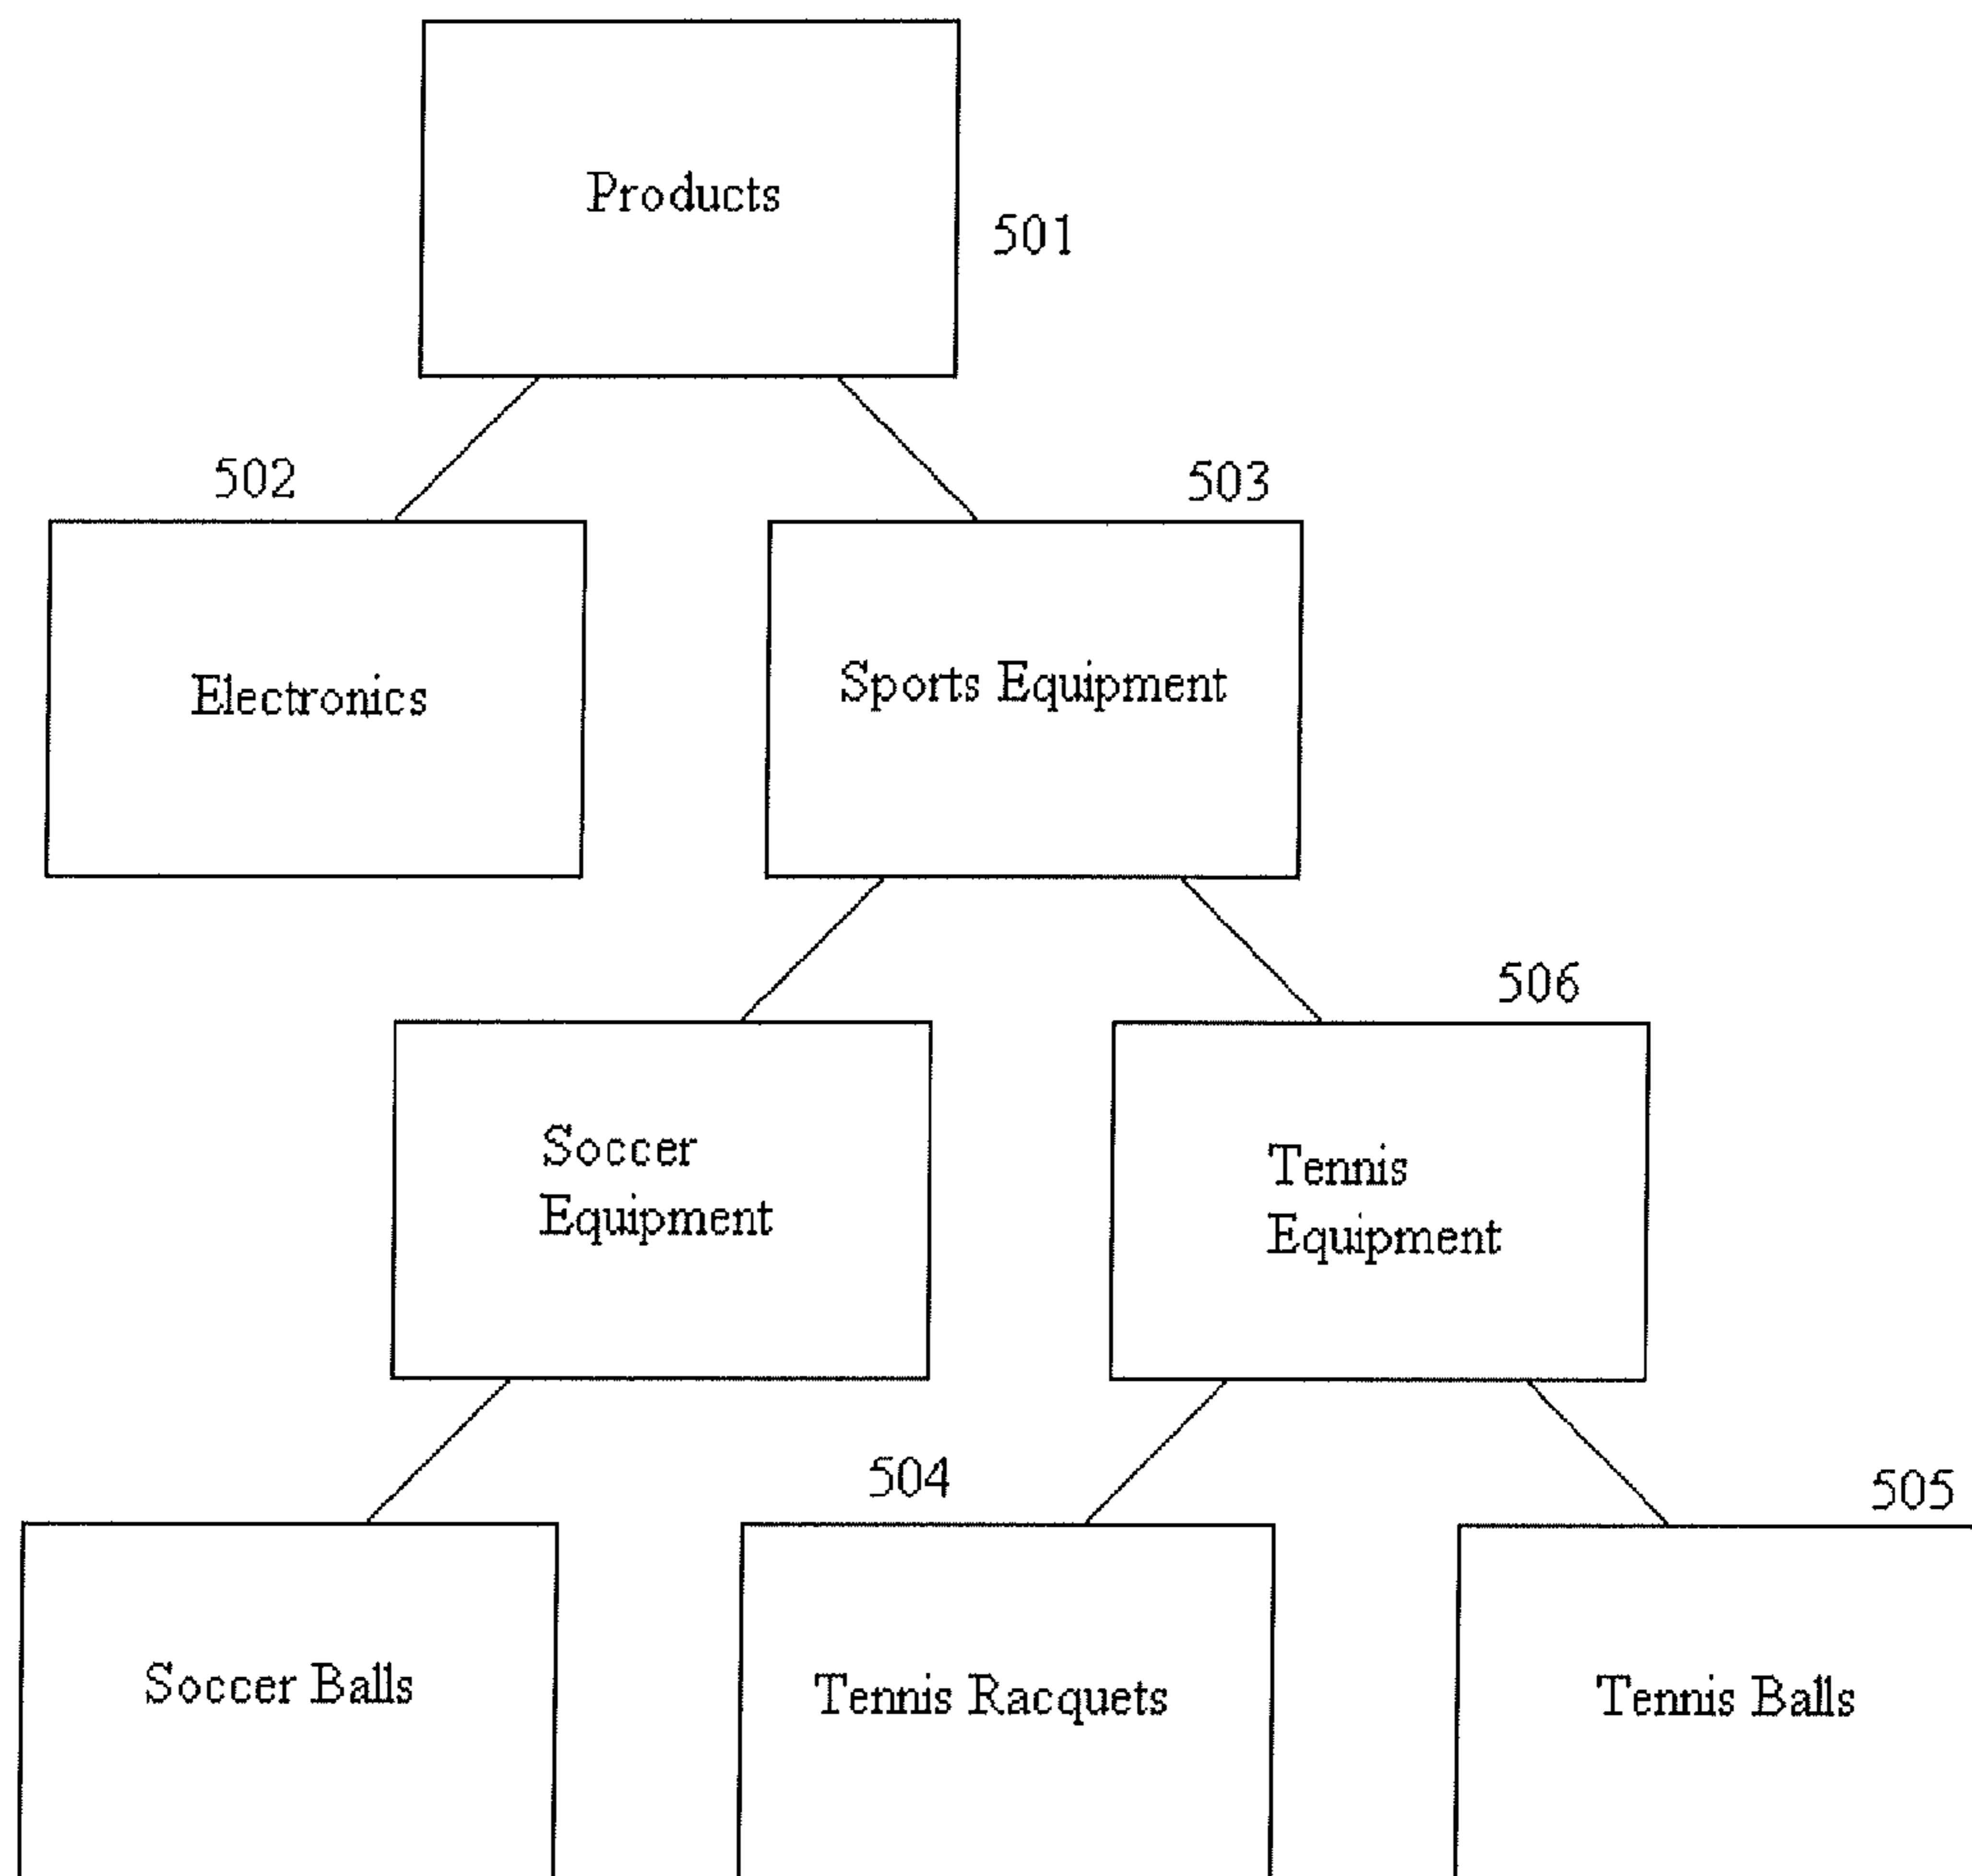 Products
501
502
503
Electronics
Sports Equipment
506
Soccer
Equipment
Tennis
Equipment
504
505
Soccer Balls
Tennis Racquets
Tennis Balls